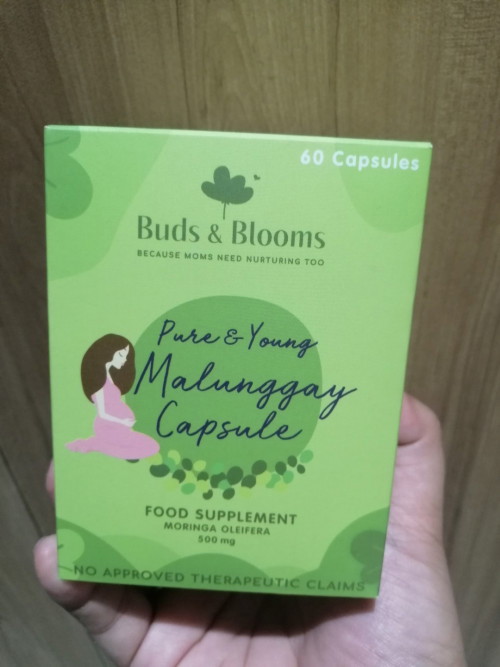 60 Capsules
Buds & Blooms
BECAUSE MOMS NEED NURTURING TOO
Pure & Young
Malunggay
Capsule
FOOD SUPPLEMENT
MORINGA OLEIFERA
500 mg
NO APPROVED THERAPEUTIC CLAIMS